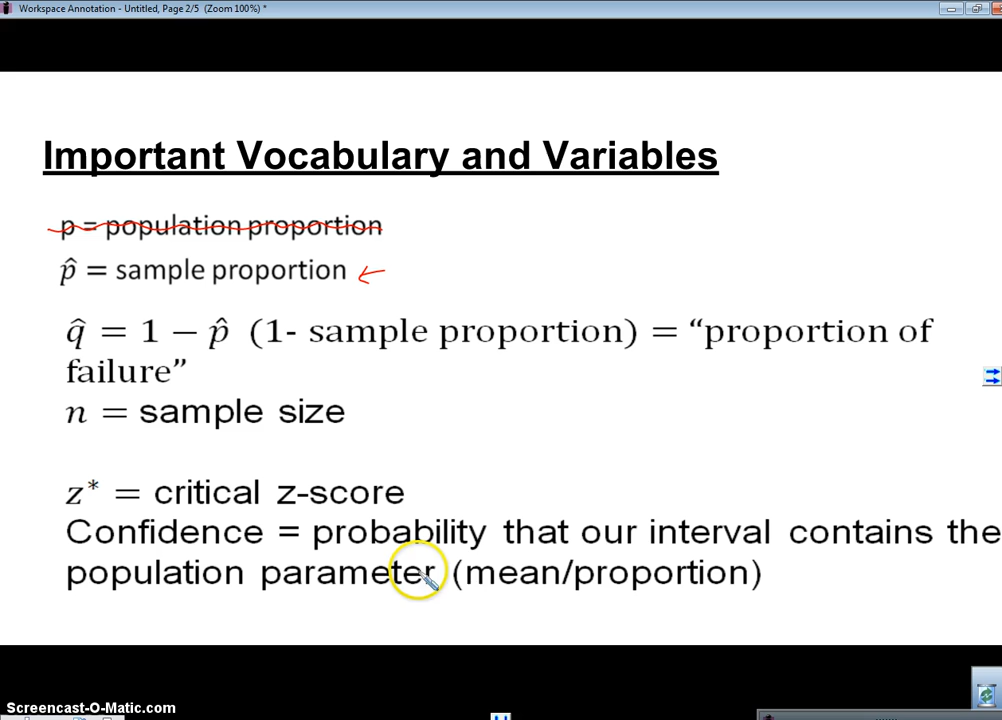 Workspace Annotation - Untitled, Page 2/5 (Zoom 100%) *
Important Vocabulary and Variables
p = population proportion
p̂ = sample proportion
q̂ = 1 − p̂ (1- sample proportion) = “proportion of
failure”
n = sample size
z* = critical z-score
Confidence = probability that our interval contains the
population parameter (mean/proportion)
Screencast-O-Matic.com